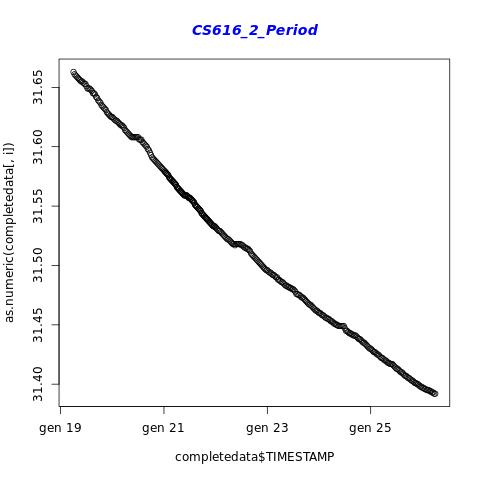 CS616_2_Period
as.numeric(completedata[, i])
31.65
31.60
31.55
31.50
31.45
31.40
gen 19
gen 21
gen 23
gen 25
completedata$TIMESTAMP